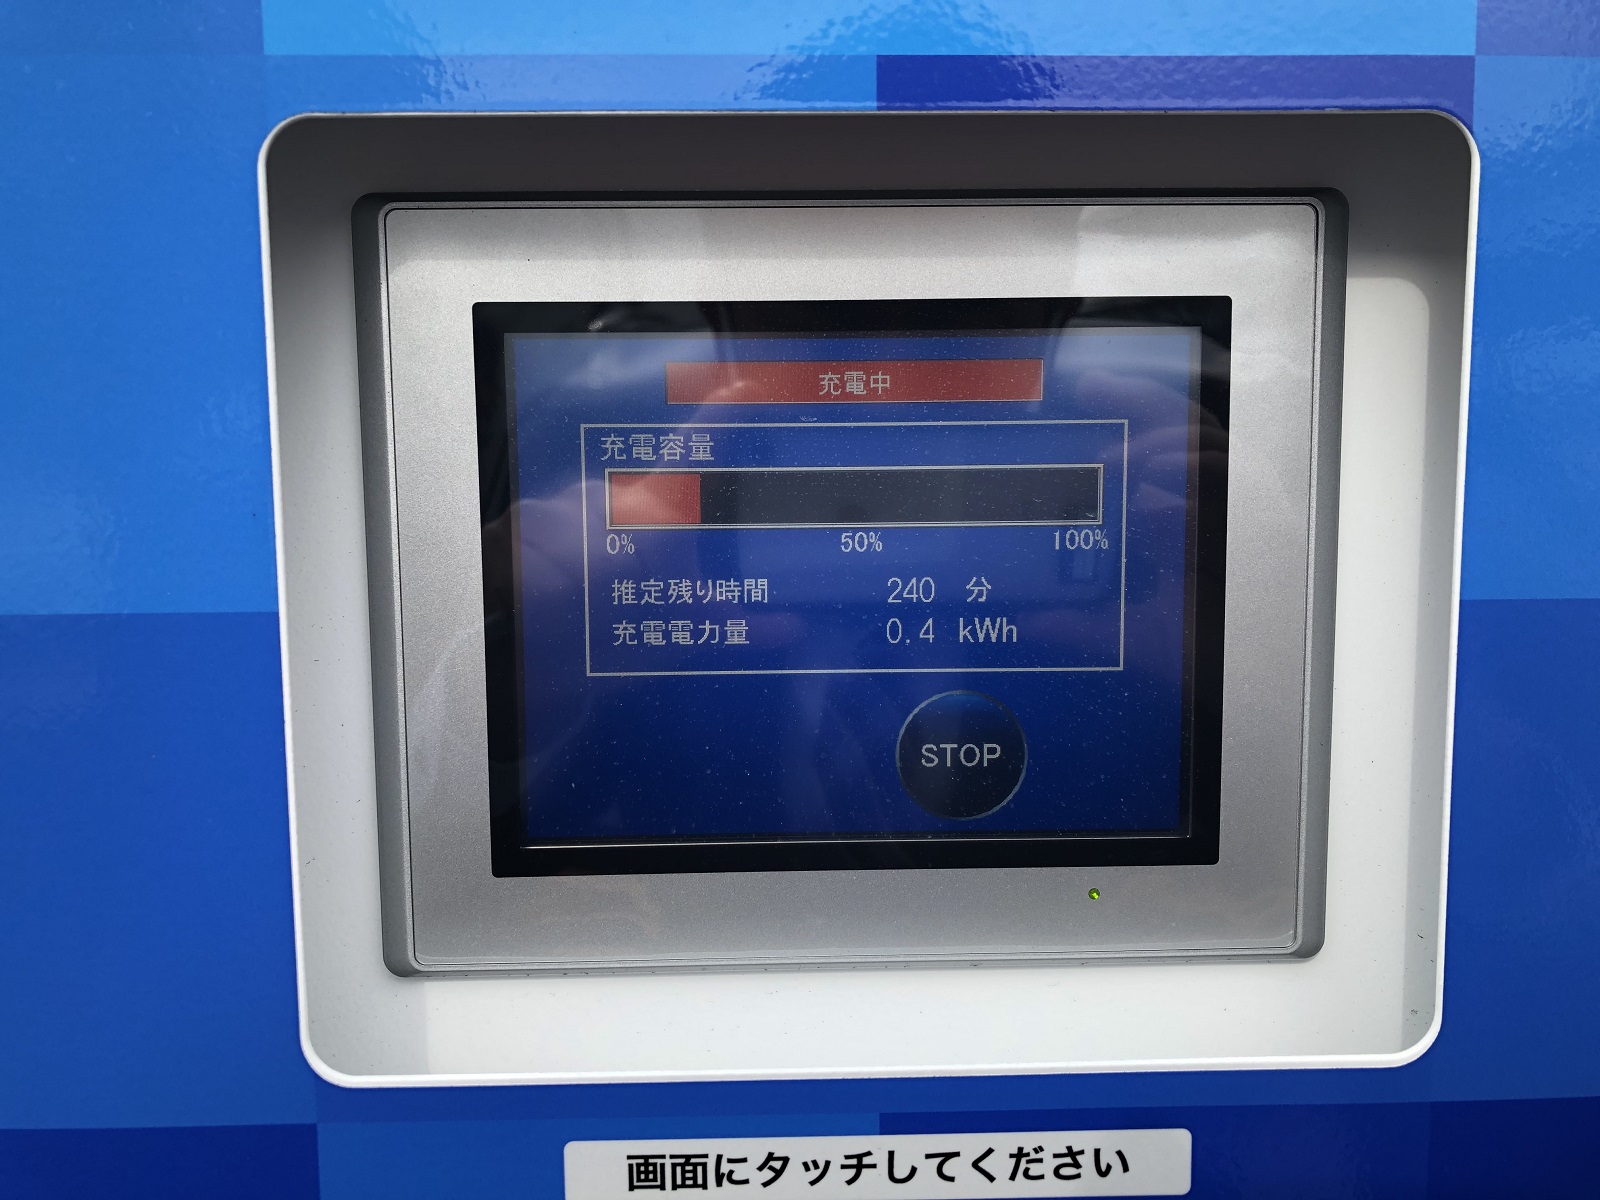 充電中
充電容量
0% 50% 100%
推定残り時間 240 分
充電電力量 0.4 kWh
STOP
画面にタッチしてください